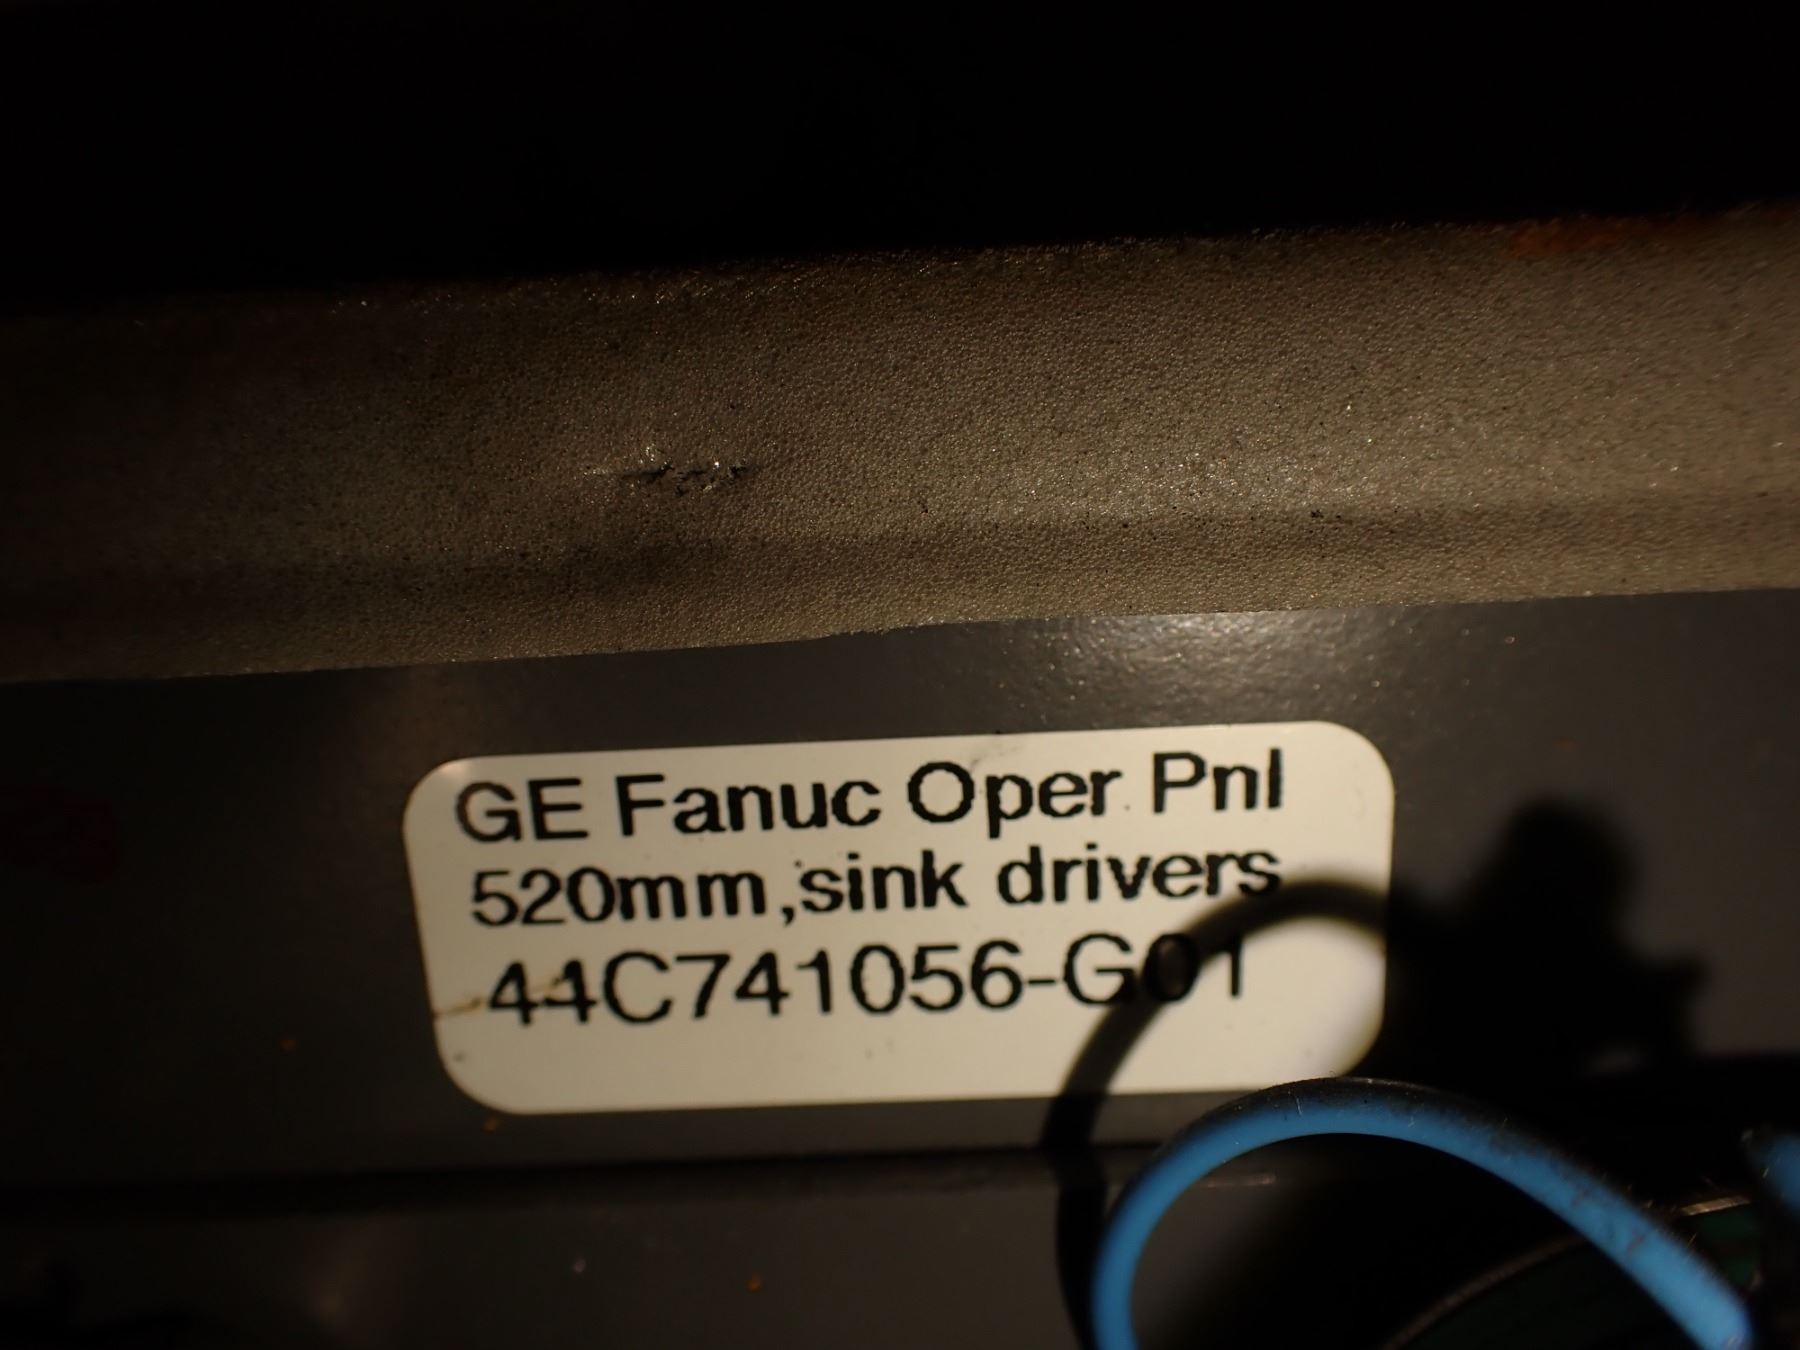 GE Fanuc Oper Pnl
520mm,sink drivers
44C741056-G01